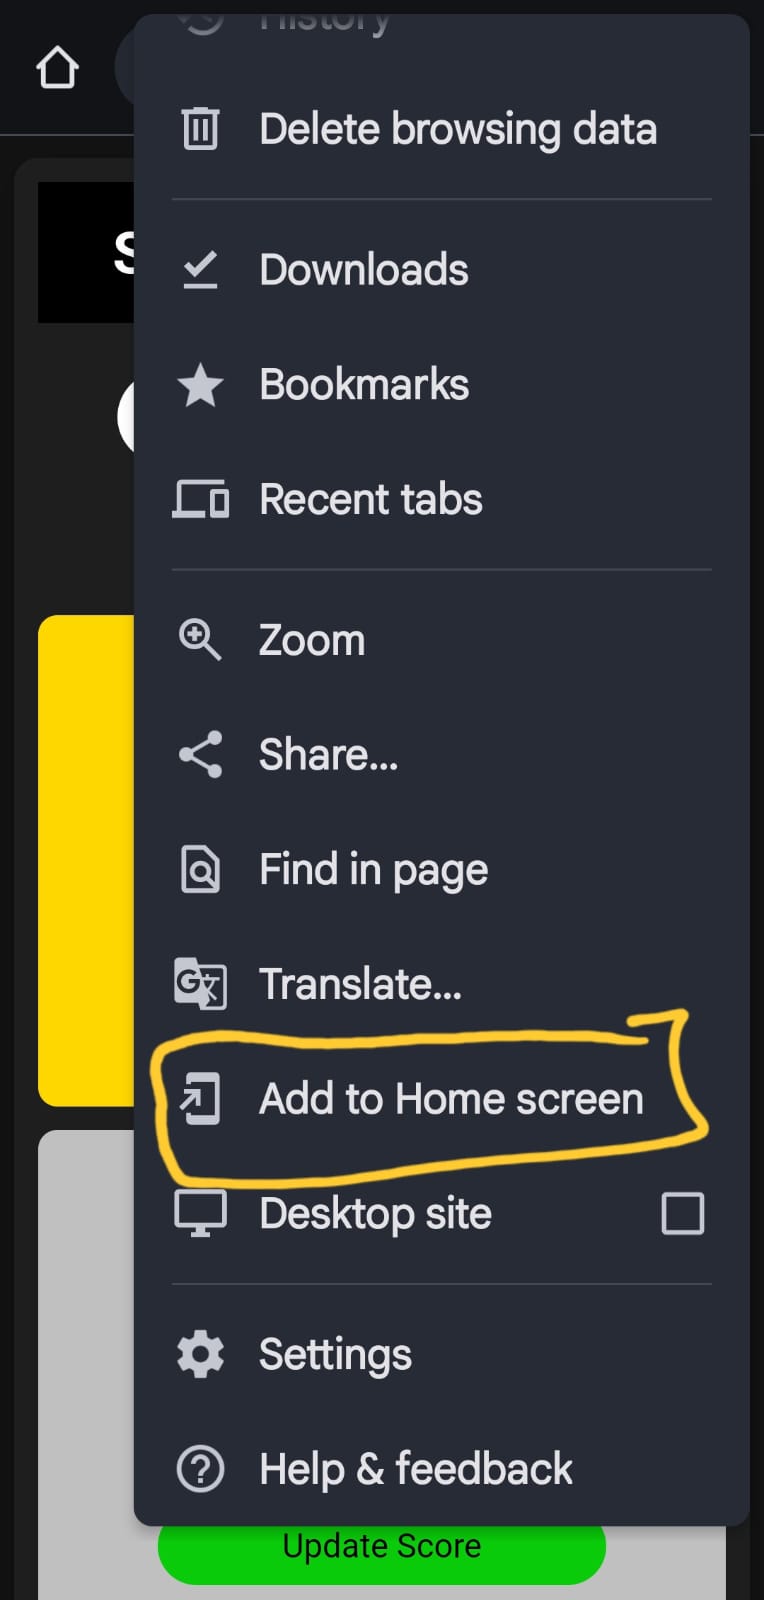 History
Delete browsing data
S
Downloads
Bookmarks
Recent tabs
Zoom
Share...
Find in page
Translate...
Add to Home screen
Desktop site
Settings
Help & feedback
Update Score